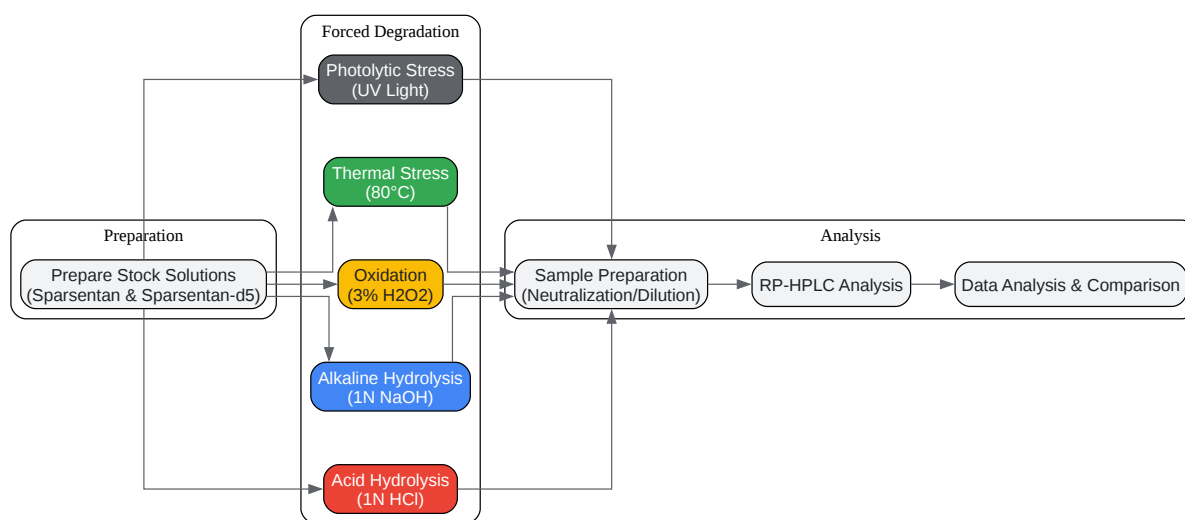 Forced Degradation
Photolytic Stress
(UV Light)
Thermal Stress
(80°C)
Preparation
Prepare Stock Solutions
(Sparsentan & Sparsentan-d5)
Oxidation
(3% H2O2)
Analysis
Sample Preparation
(Neutralization/Dilution)
RP-HPLC Analysis
Data Analysis & Comparison
Alkaline Hydrolysis
(1N NaOH)
Acid Hydrolysis
(1N HCl)